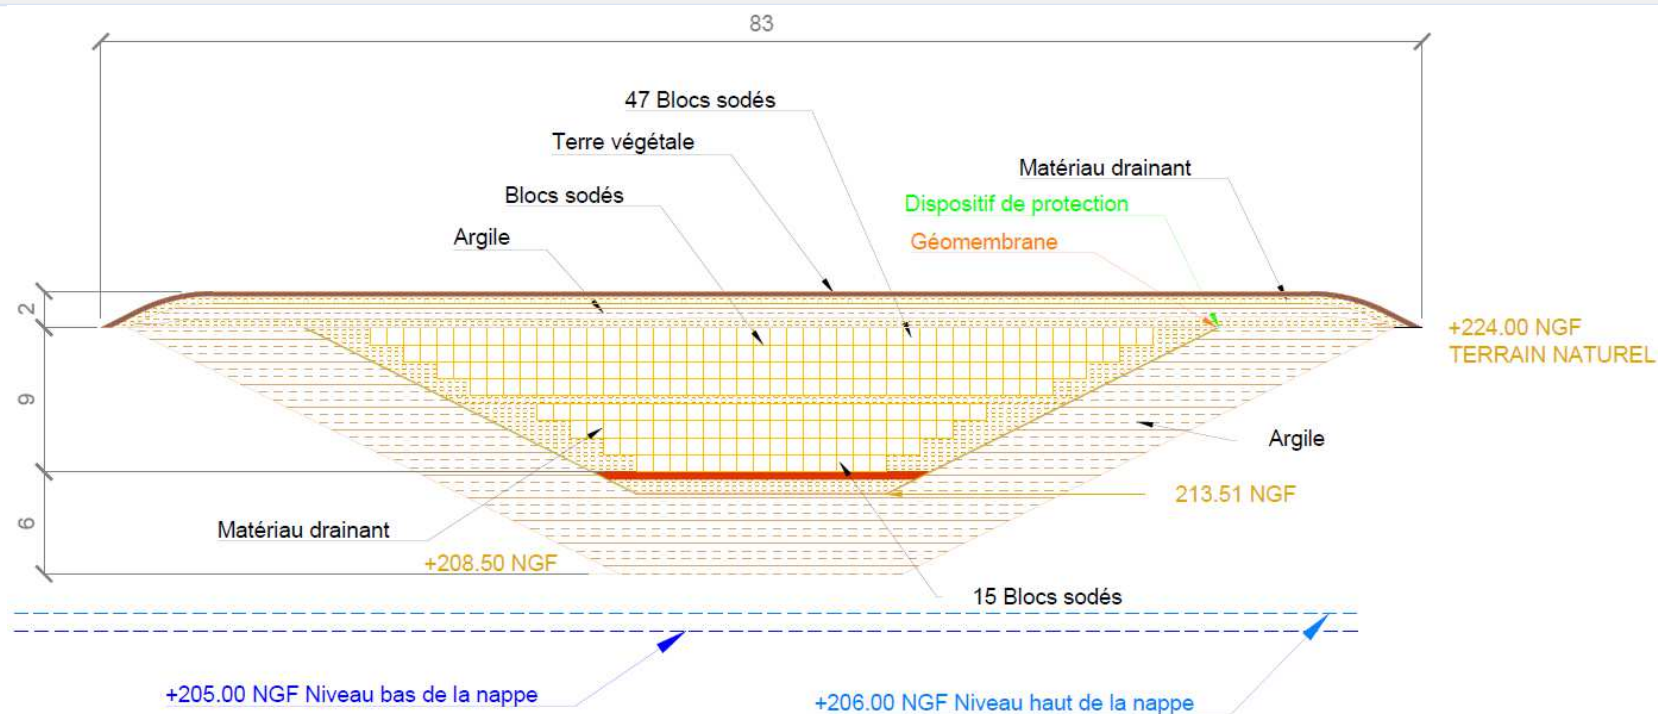 83
47 Blocs sodés
Terre végétale
Matériau drainant
Blocs sodés
Dispositif de protection
Argile
Géomembrane
2
+224.00 NGF
TERRAIN NATUREL
9
Argile
213.51 NGF
6
Matériau drainant
+208.50 NGF
15 Blocs sodés
+205.00 NGF Niveau bas de la nappe
+206.00 NGF Niveau haut de la nappe